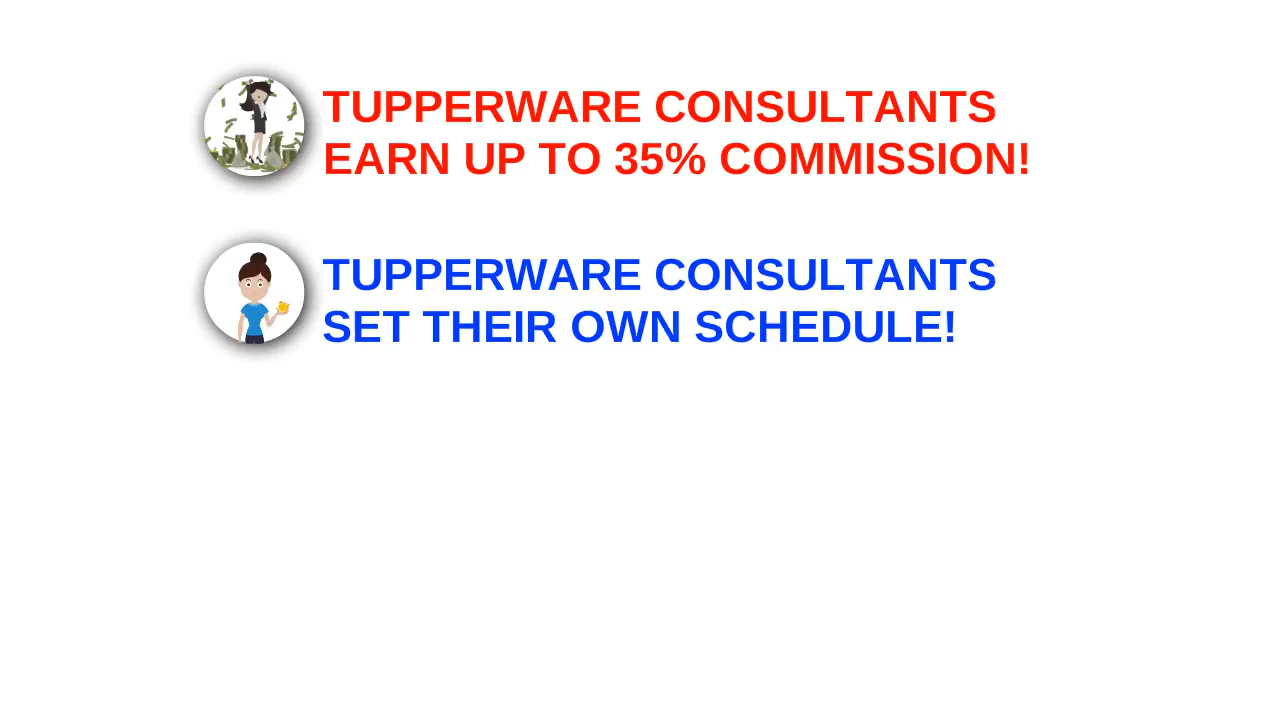 TUPPERWARE CONSULTANTS
EARN UP TO 35% COMMISSION!
TUPPERWARE CONSULTANTS
SET THEIR OWN SCHEDULE!